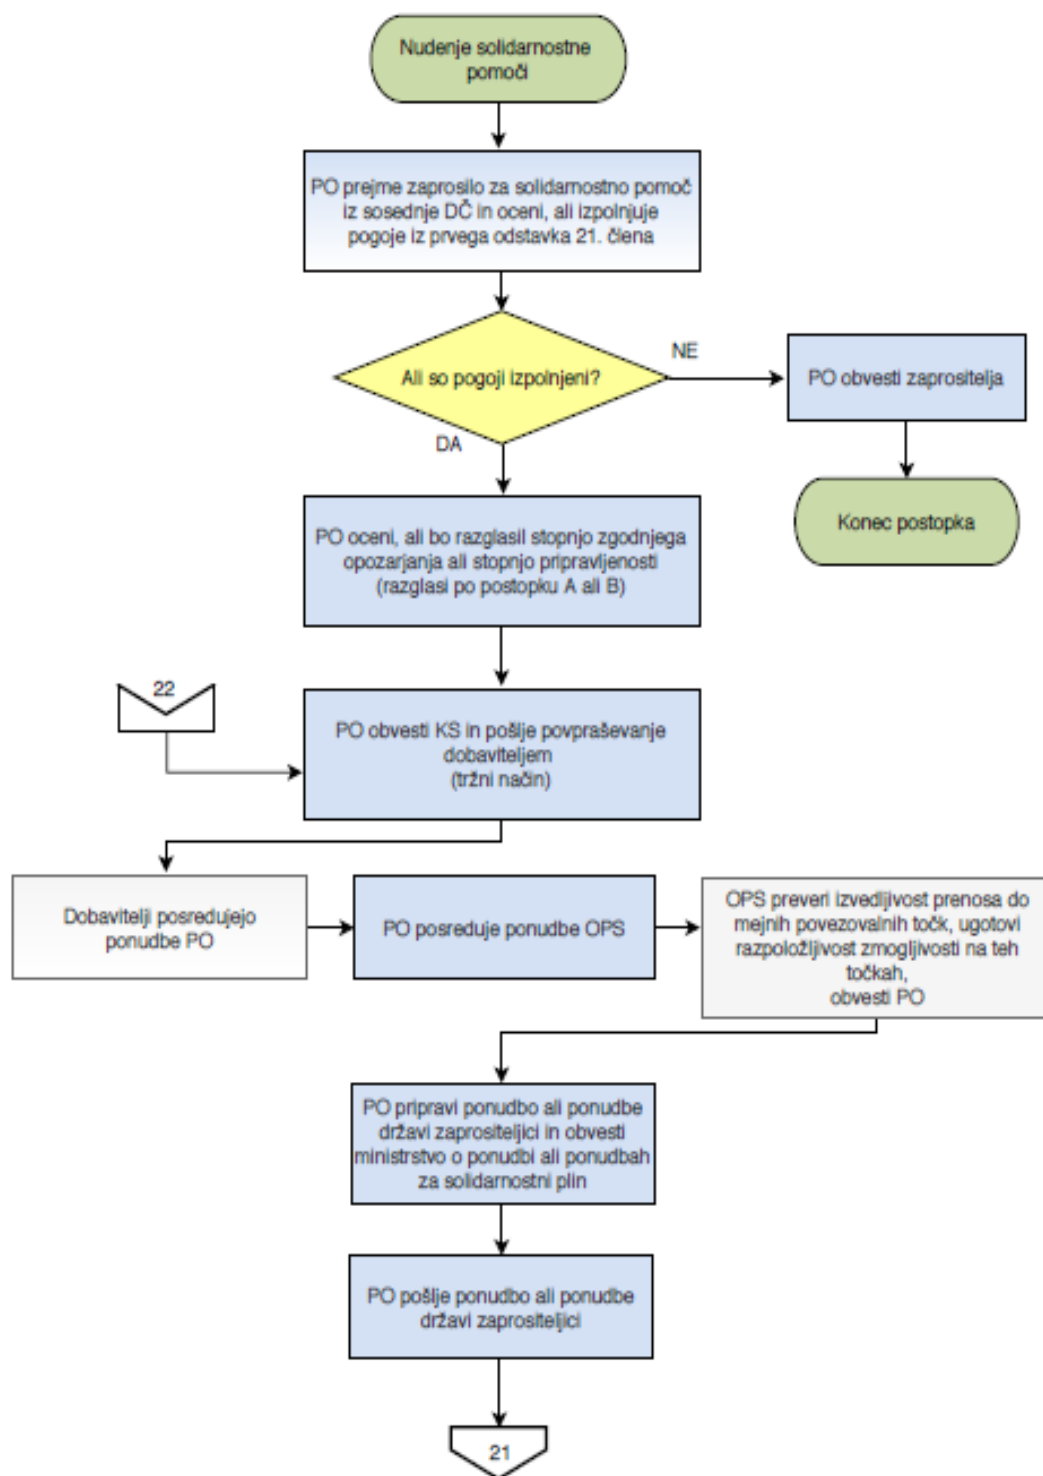 Nudenje solidarnostne
pomoči
PO prejme zaprosilo za solidarnostno pomoč
iz sosednje DČ in oceni, ali izpolnjuje
pogoje iz prvega odstavka 21. člena
Ali so pogoji izpolnjeni?
NE
PO obvesti zaprositelja
Konec postopka
DA
PO oceni, ali bo razglasil stopnjo zgodnjega
opozarjanja ali stopnjo pripravljenosti
(razglasi po postopku A ali B)
22
PO obvesti KS in pošlje povpraševanje
dobaviteljem
(tržni način)
Dobavitelji posredujejo
ponudbe PO
PO posreduje ponudbe OPS
OPS preveri izvedljivost prenosa do
mejnih povezovalnih točk, ugotovi
razpoložljivost zmogljivosti na teh
točkah,
obvesti PO
PO pripravi ponudbo ali ponudbe
državi zaprositeljici in obvesti
ministrstvo o ponudbi ali ponudbah
za solidarnostni plin
PO pošlje ponudbo ali ponudbe
državi zaprositeljici
21